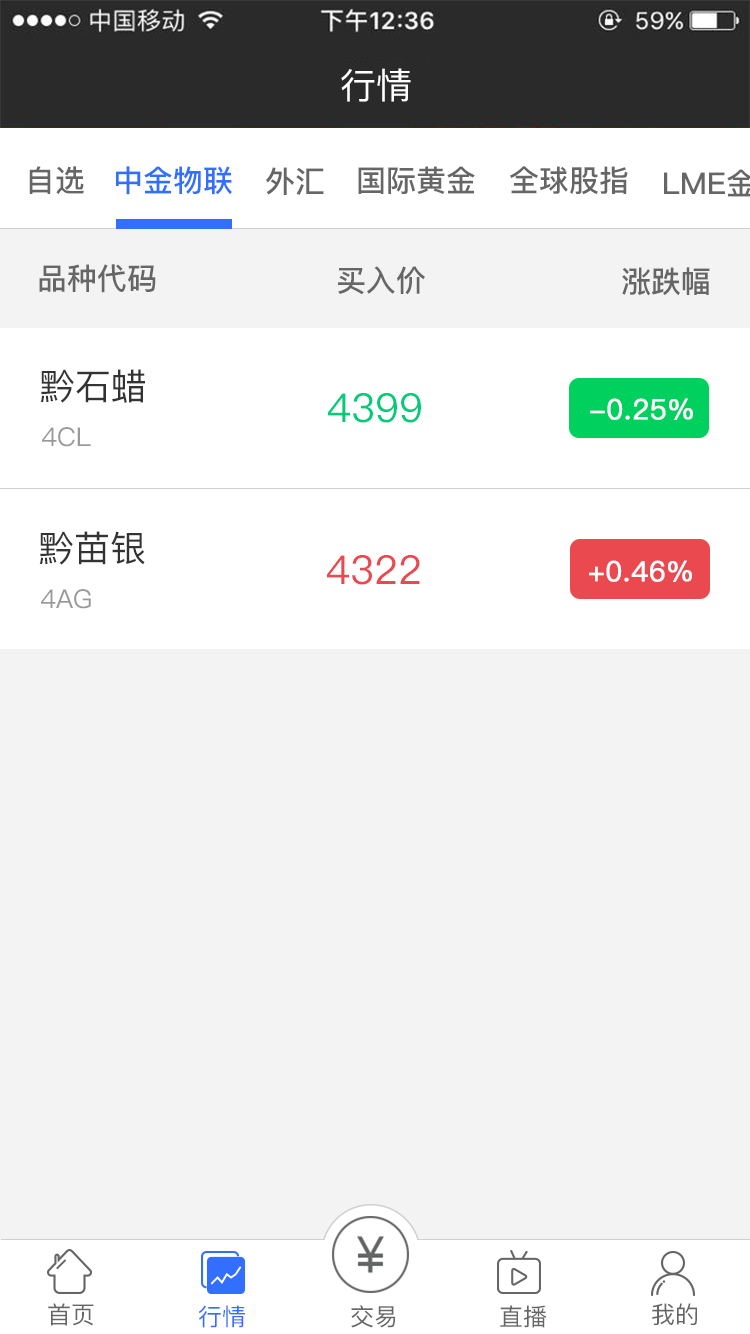 中国移动 下午12:36 59%
行情
自选 中金物联 外汇 国际黄金 全球股指 LME金
品种代码 买入价 涨跌幅
黔石蜡 4399 -0.25%
4CL
黔苗银 4322 +0.46%
4AG
¥
首页 行情 交易 直播 我的